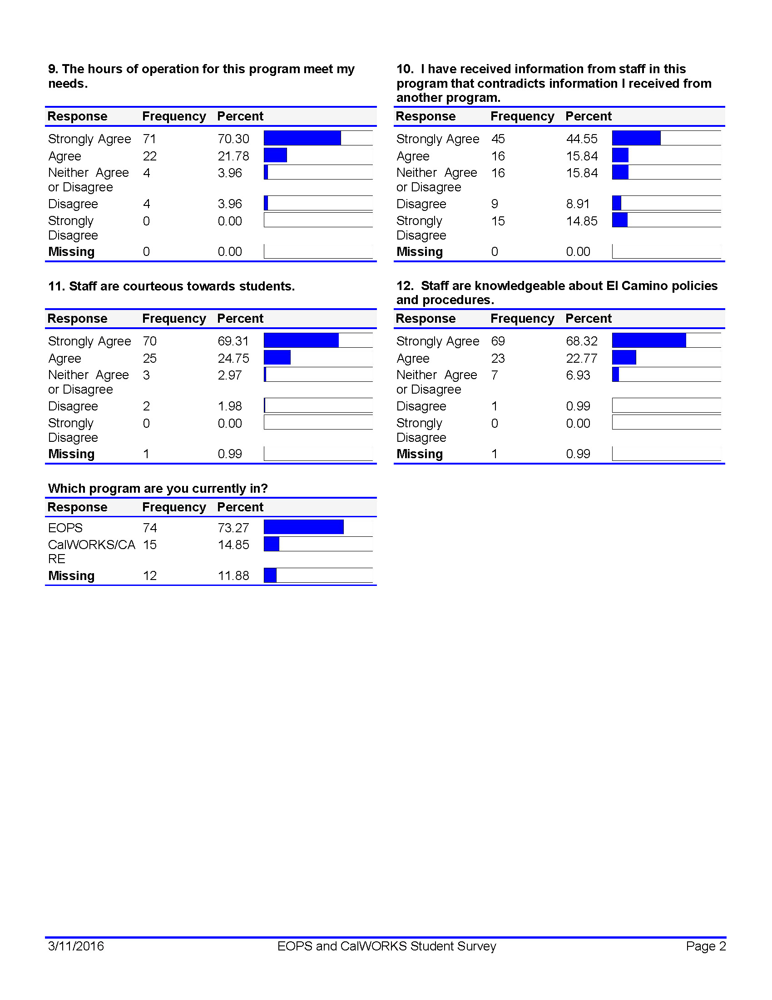 9. The hours of operation for this program meet my
needs.
Response Frequency Percent
Strongly Agree 71 70.30
Agree 22 21.78
Neither Agree 4 3.96
or Disagree
Disagree 4 3.96
Strongly 0 0.00
Disagree
Missing 0 0.00
10. I have received information from staff in this
program that contradicts information I received from
another program.
Response Frequency Percent
Strongly Agree 45 44.55
Agree 16 15.84
Neither Agree 16 15.84
or Disagree
Disagree 9 8.91
Strongly 15 14.85
Disagree
Missing 0 0.00
11. Staff are courteous towards students.
Response Frequency Percent
Strongly Agree 70 69.31
Agree 25 24.75
Neither Agree 3 2.97
or Disagree
Disagree 2 1.98
Strongly 0 0.00
Disagree
Missing 1 0.99
12. Staff are knowledgeable about El Camino policies
and procedures.
Response Frequency Percent
Strongly Agree 69 68.32
Agree 23 22.77
Neither Agree 7 6.93
or Disagree
Disagree 1 0.99
Strongly 0 0.00
Disagree
Missing 1 0.99
Which program are you currently in?
Response Frequency Percent
EOPS 74 73.27
CalWORKS/CA 15 14.85
RE
Missing 12 11.88
3/11/2016 EOPS and CalWORKS Student Survey Page 2